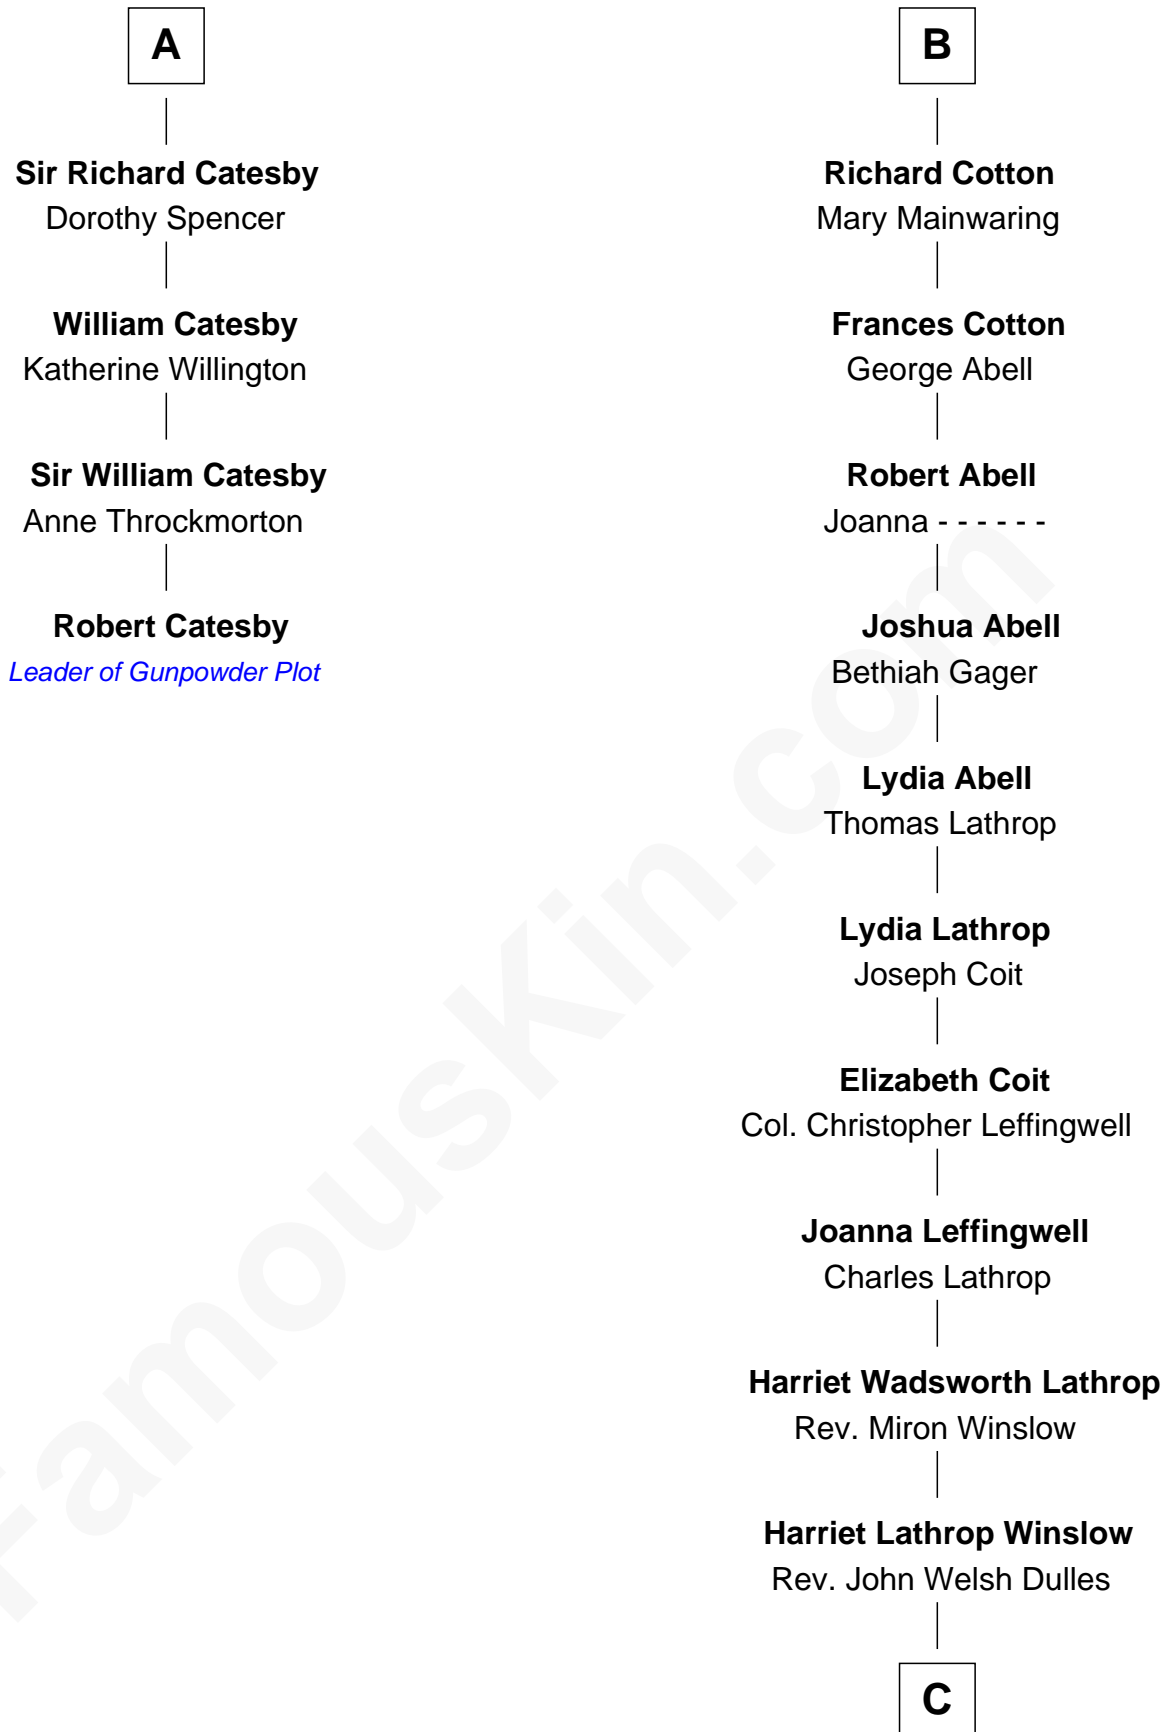 A
Sir Richard Catesby
Dorothy Spencer
William Catesby
Katherine Willington
Sir William Catesby
Anne Throckmorton
Robert Catesby
Leader of Gunpowder Plot
B
Richard Cotton
Mary Mainwaring
Frances Cotton
George Abell
Robert Abell
Joanna - - - - - -
Joshua Abell
Bethiah Gager
Lydia Abell
Thomas Lathrop
Lydia Lathrop
Joseph Coit
Elizabeth Coit
Col. Christopher Leffingwell
Joanna Leffingwell
Charles Lathrop
Harriet Wadsworth Lathrop
Rev. Miron Winslow
Harriet Lathrop Winslow
Rev. John Welsh Dulles
C
FamousKin.com